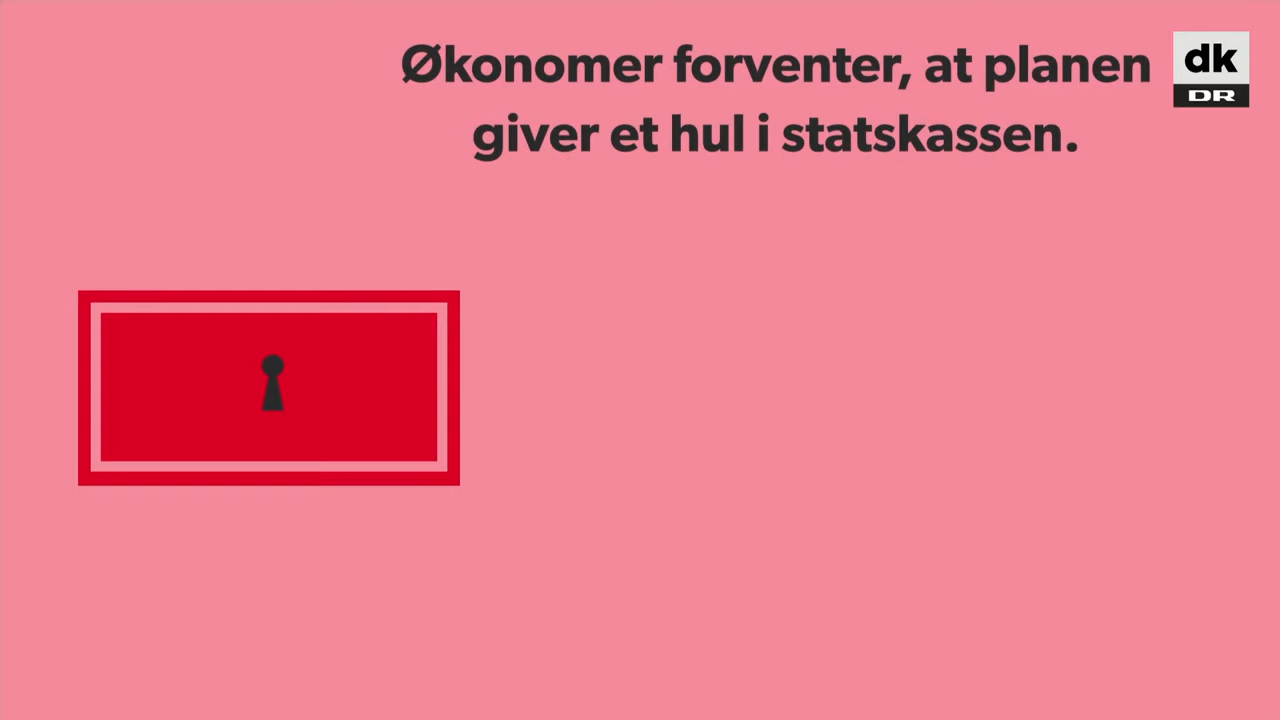 Økonomer forventer, at planen
giver et hul i statskassen.
dk
DR